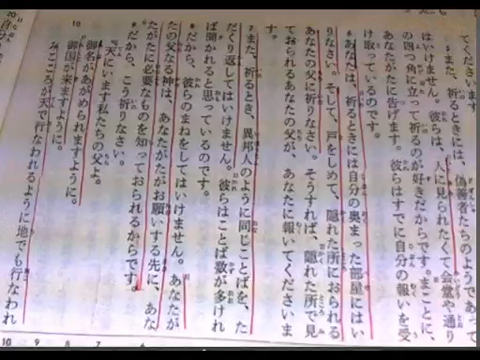 てください
5また、祈るときには、偽善者たちのようであって
はいけません。彼らは、人に見られたくて会堂や通り
の四つ角に立って祈るのが好きだからです。まことに、
あなたがたに告げます。彼らはすでに自分の報いを受
け取っているのです。
6あなたは、祈るときには自分の奥まった部屋にはい
りなさい。そして、戸をしめて、隠れた所におられる
あなたの父に祈りなさい。そうすれば、隠れた所で見
ておられるあなたの父が、あなたに報いてくださいま
す。
7また、祈るとき、異邦人のように同じことばを、た
だくり返してはいけません。彼らはことば数が多けれ
ば聞かれると思っているのです。
8だから、彼らのまねをしてはいけません。あなたが
たの父なる神は、あなたがたがお願いする先に、あな
たがたに必要なものを知っておられるからです。
9だから、こう祈りなさい。
天にいます私たちの父よ。
御名があがめられますように。
10
御国が来ますように。
みこころが天で行なわれるように地でも行なわれ
10
9
8
7